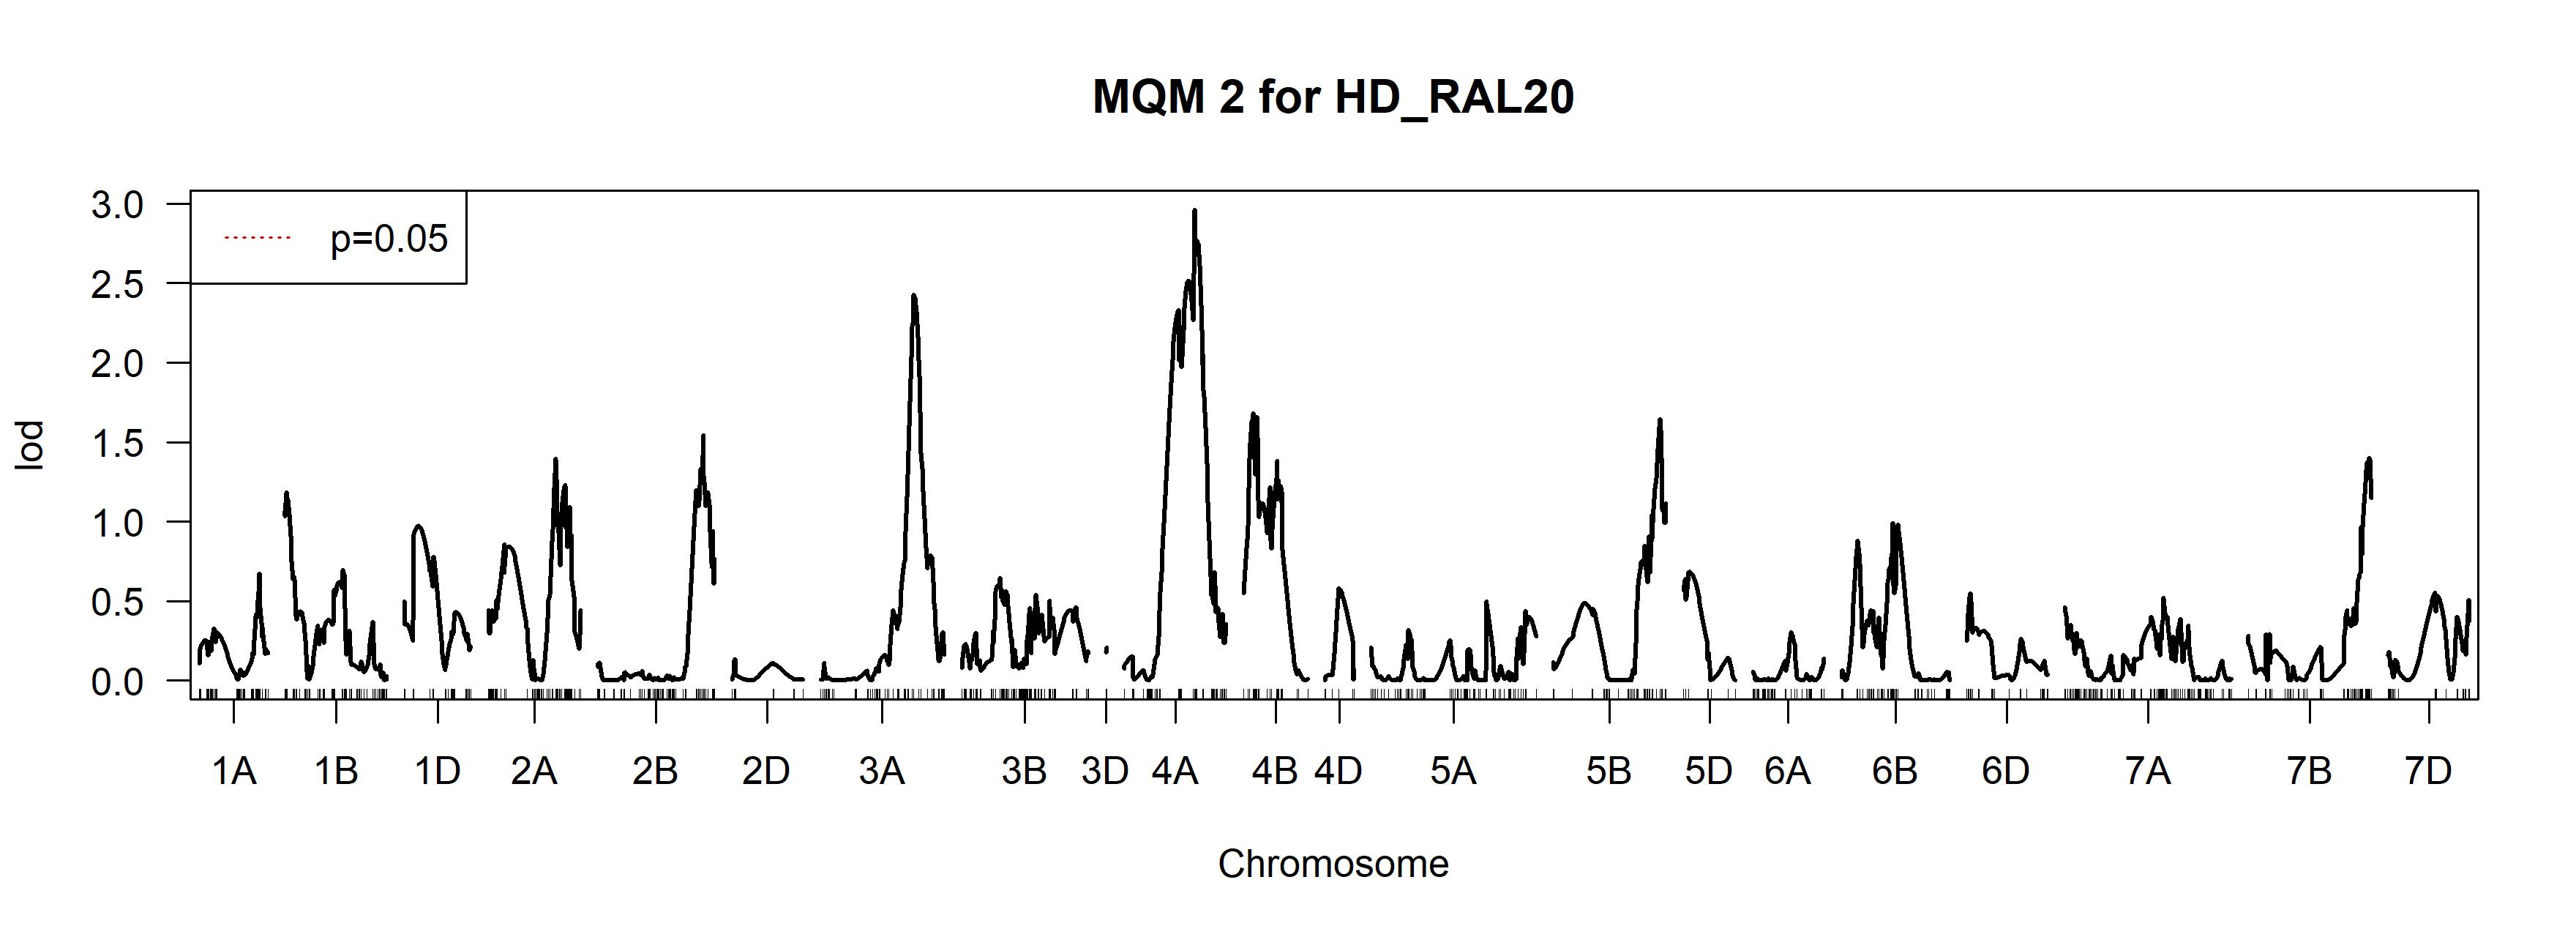 MQM 2 for HD_RAL20
3.0
2.5
2.0
1.5
1.0
0.5
0.0
p=0.05
lod
1A 1B 1D 2A 2B 2D 3A 3B 3D 4A 4B 4D 5A 5B 5D 6A 6B 6D 7A 7B 7D
Chromosome